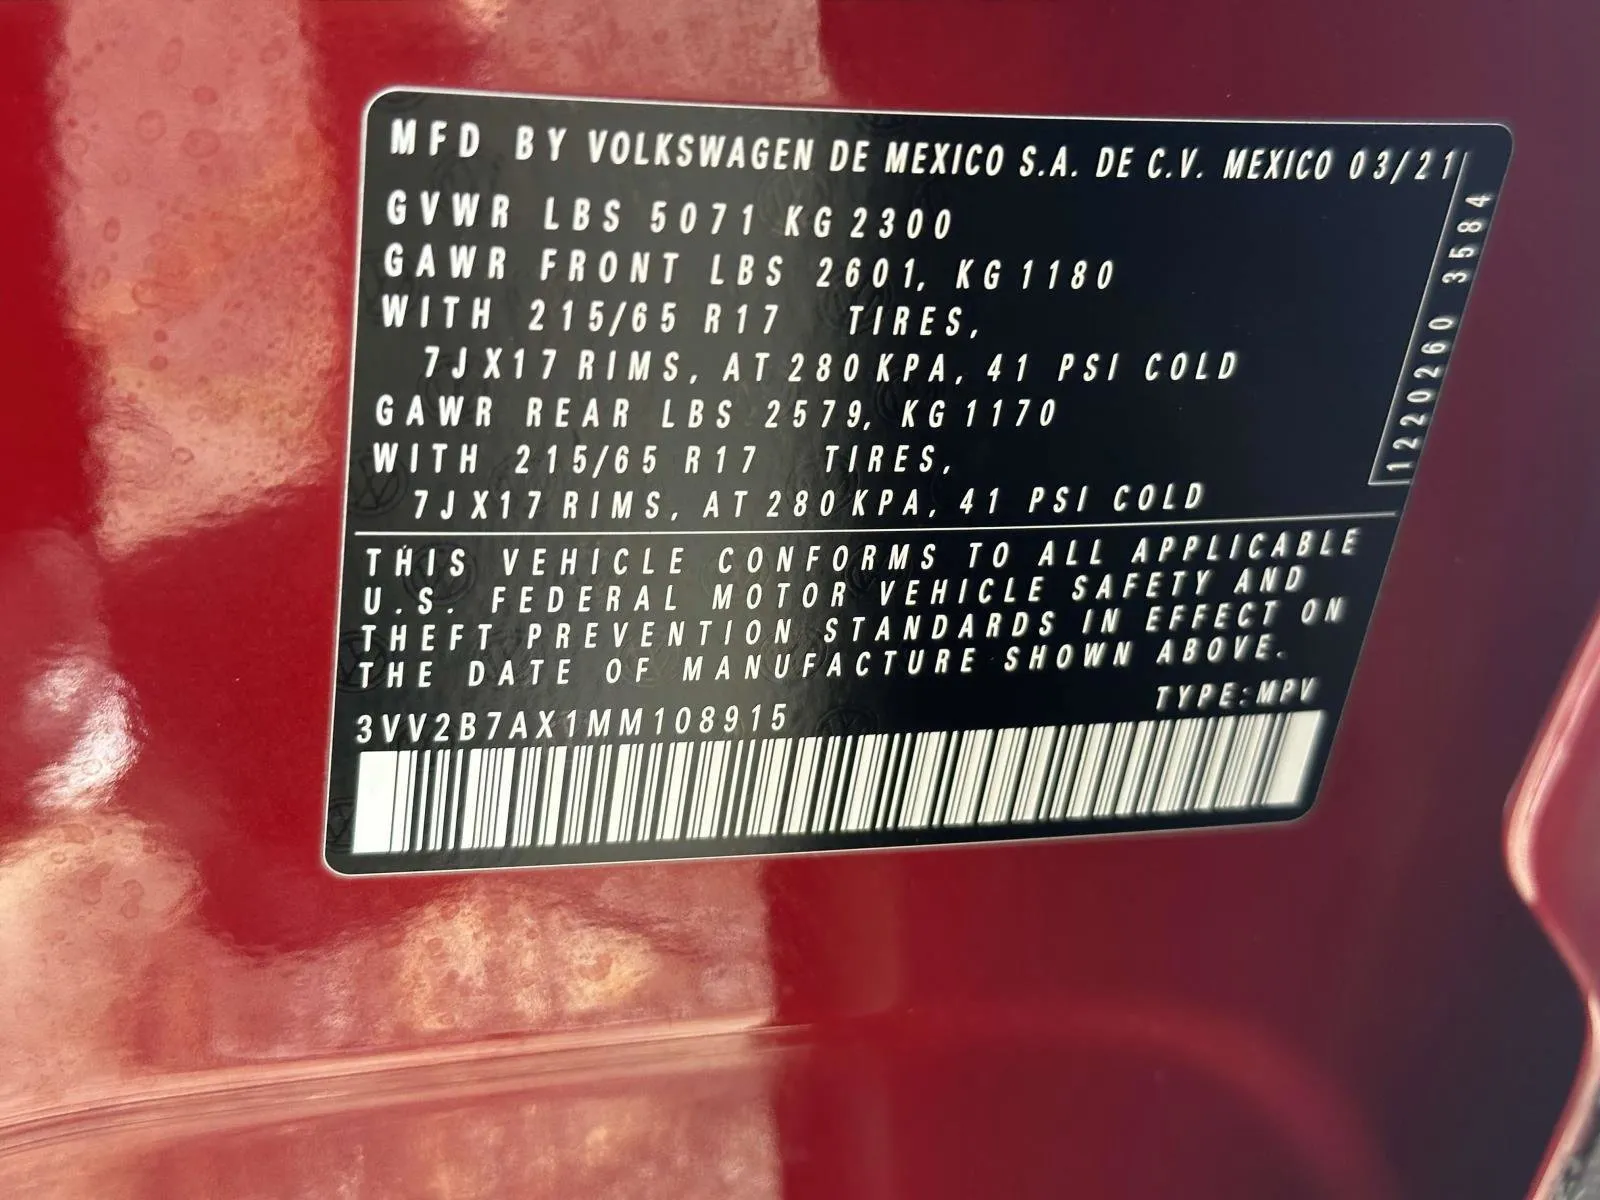 MFD BY VOLKSWAGEN DE MEXICO S.A. DE C.V. MEXICO 03/21
GVWR LBS 5071 KG 2300
GAWR FRONT LBS 2601, KG 1180
WITH 215/65 R17 TIRES,
7JX17 RIMS, AT 280 KPA, 41 PSI COLD
GAWR REAR LBS 2579, KG 1170
WITH 215/65 R17 TIRES,
7JX17 RIMS, AT 280 KPA, 41 PSI COLD
1220260 3584
THIS VEHICLE CONFORMS TO ALL APPLICABLE
U.S. FEDERAL MOTOR VEHICLE SAFETY AND
THEFT PREVENTION STANDARDS IN EFFECT ON
THE DATE OF MANUFACTURE SHOWN ABOVE.
TYPE: MPV
3VV2B7AX1MM108915